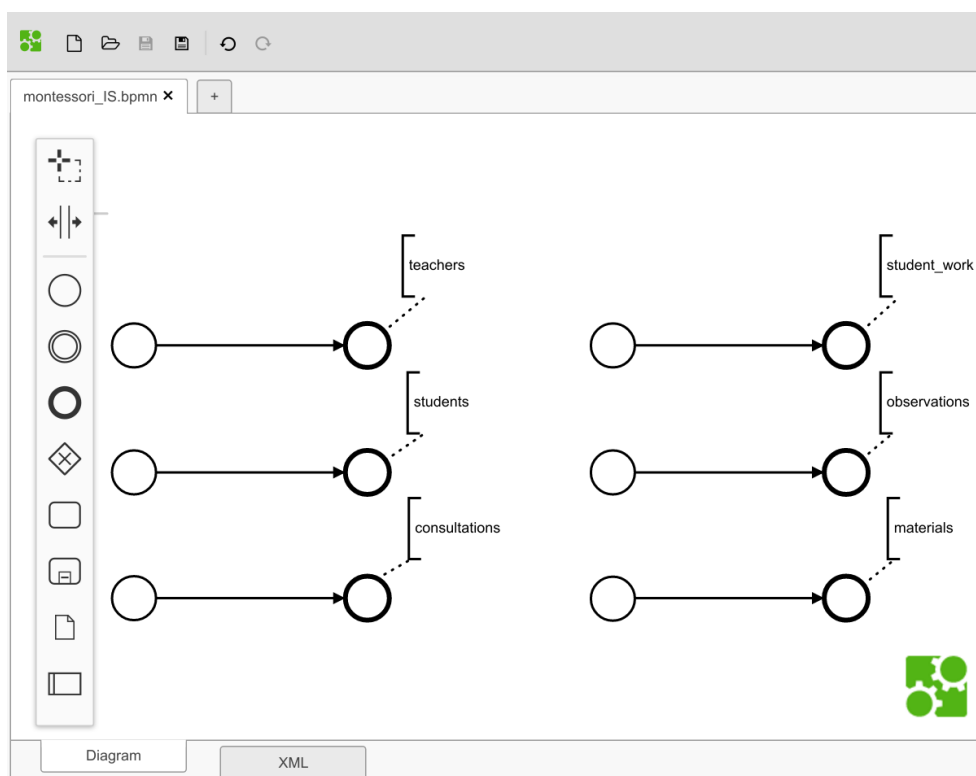 montessori_IS.bpmn ×
+
teachers
student_work
students
observations
consultations
materials
Diagram
XML